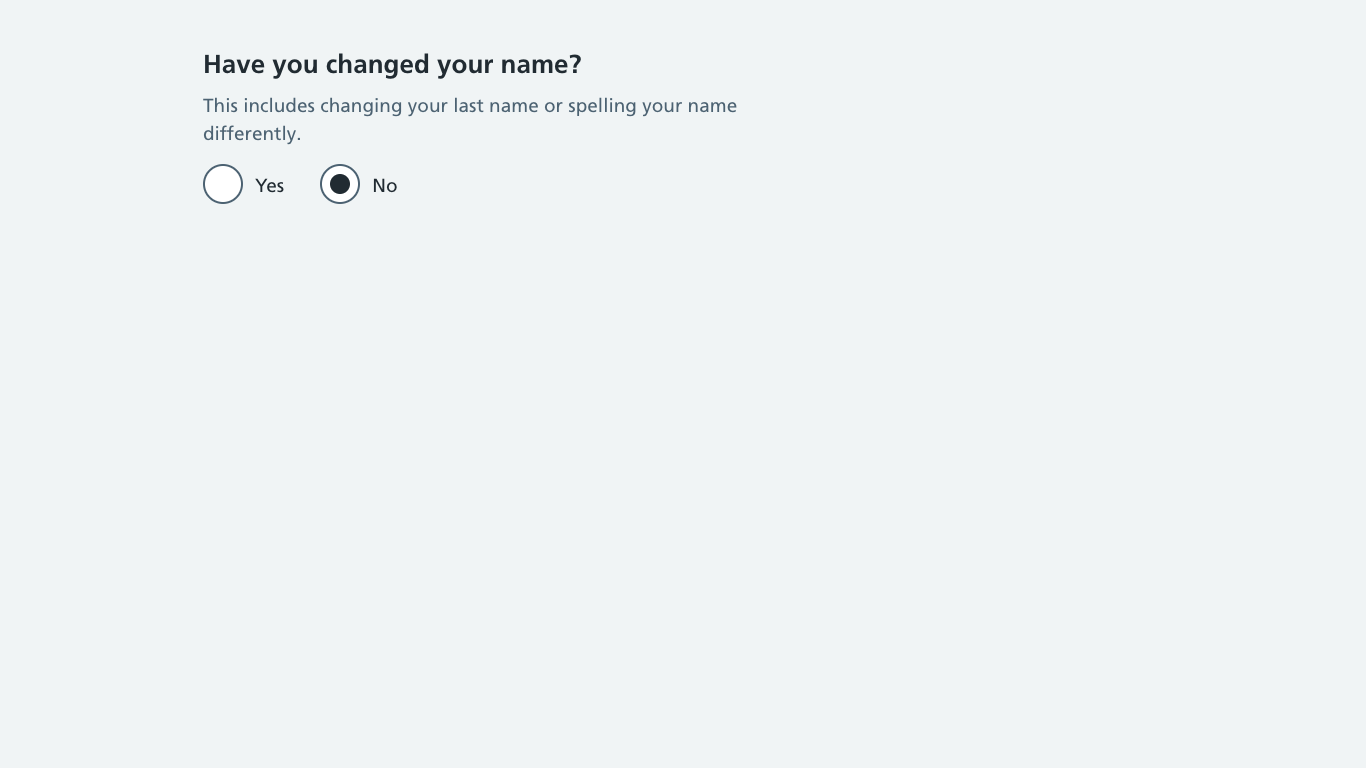 Have you changed your name?
This includes changing your last name or spelling your name
differently.
Yes No